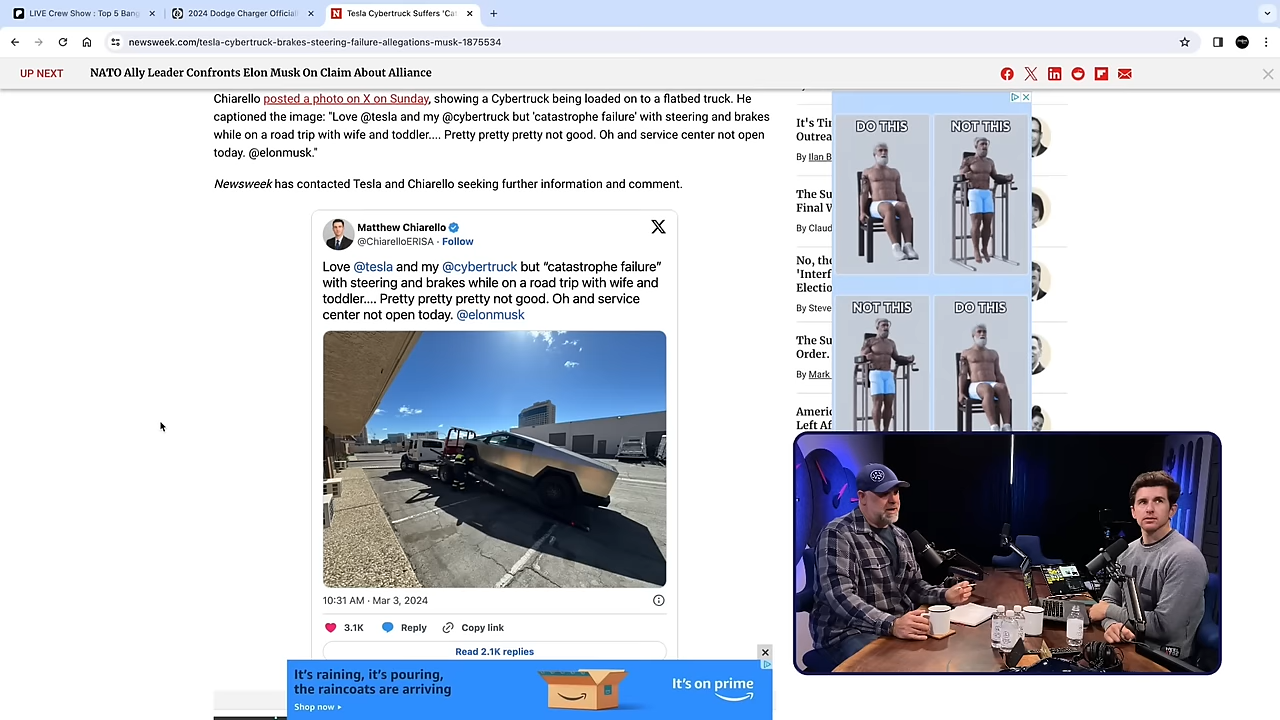 LIVE Crew Show : Top 5 Bang
2024 Dodge Charger Official
Tesla Cybertruck Suffers 'Cat
newsweek.com/tesla-cybertruck-brakes-steering-failure-allegations-musk-1875534
UP NEXT
NATO Ally Leader Confronts Elon Musk On Claim About Alliance
Chiarello posted a photo on X on Sunday, showing a Cybertruck being loaded on to a flatbed truck. He
captioned the image: "Love @tesla and my @cybertruck but 'catastrophe failure' with steering and brakes
while on a road trip with wife and toddler.... Pretty pretty pretty not good. Oh and service center not open
today. @elonmusk."
Newsweek has contacted Tesla and Chiarello seeking further information and comment.
Matthew Chiarello
@ChiarelloERISA · Follow
Love @tesla and my @cybertruck but “catastrophe failure”
with steering and brakes while on a road trip with wife and
toddler.... Pretty pretty pretty not good. Oh and service
center not open today. @elonmusk
10:31 AM · Mar 3, 2024
3.1K
Reply
Copy link
Read 2.1K replies
It's raining, it's pouring,
the raincoats are arriving
Shop now
It's on prime
It's Tim
Outrea
By Ilan B
The Su
Final W
By Claud
No, the
'Interf
Electio
By Steve
The Su
Order.
By Mark
Americ
Left Af
DO THIS
NOT THIS
NOT THIS
DO THIS